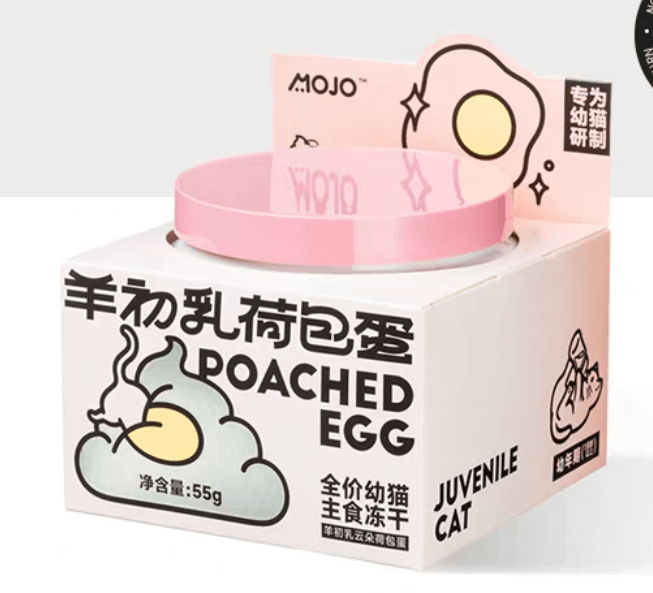 MOJO™
专为
幼猫
研制
羊初乳荷包蛋
POACHED
EGG
净含量:55g
全价幼猫
主食冻干
羊初乳云朵荷包蛋
JUVENILE
CAT